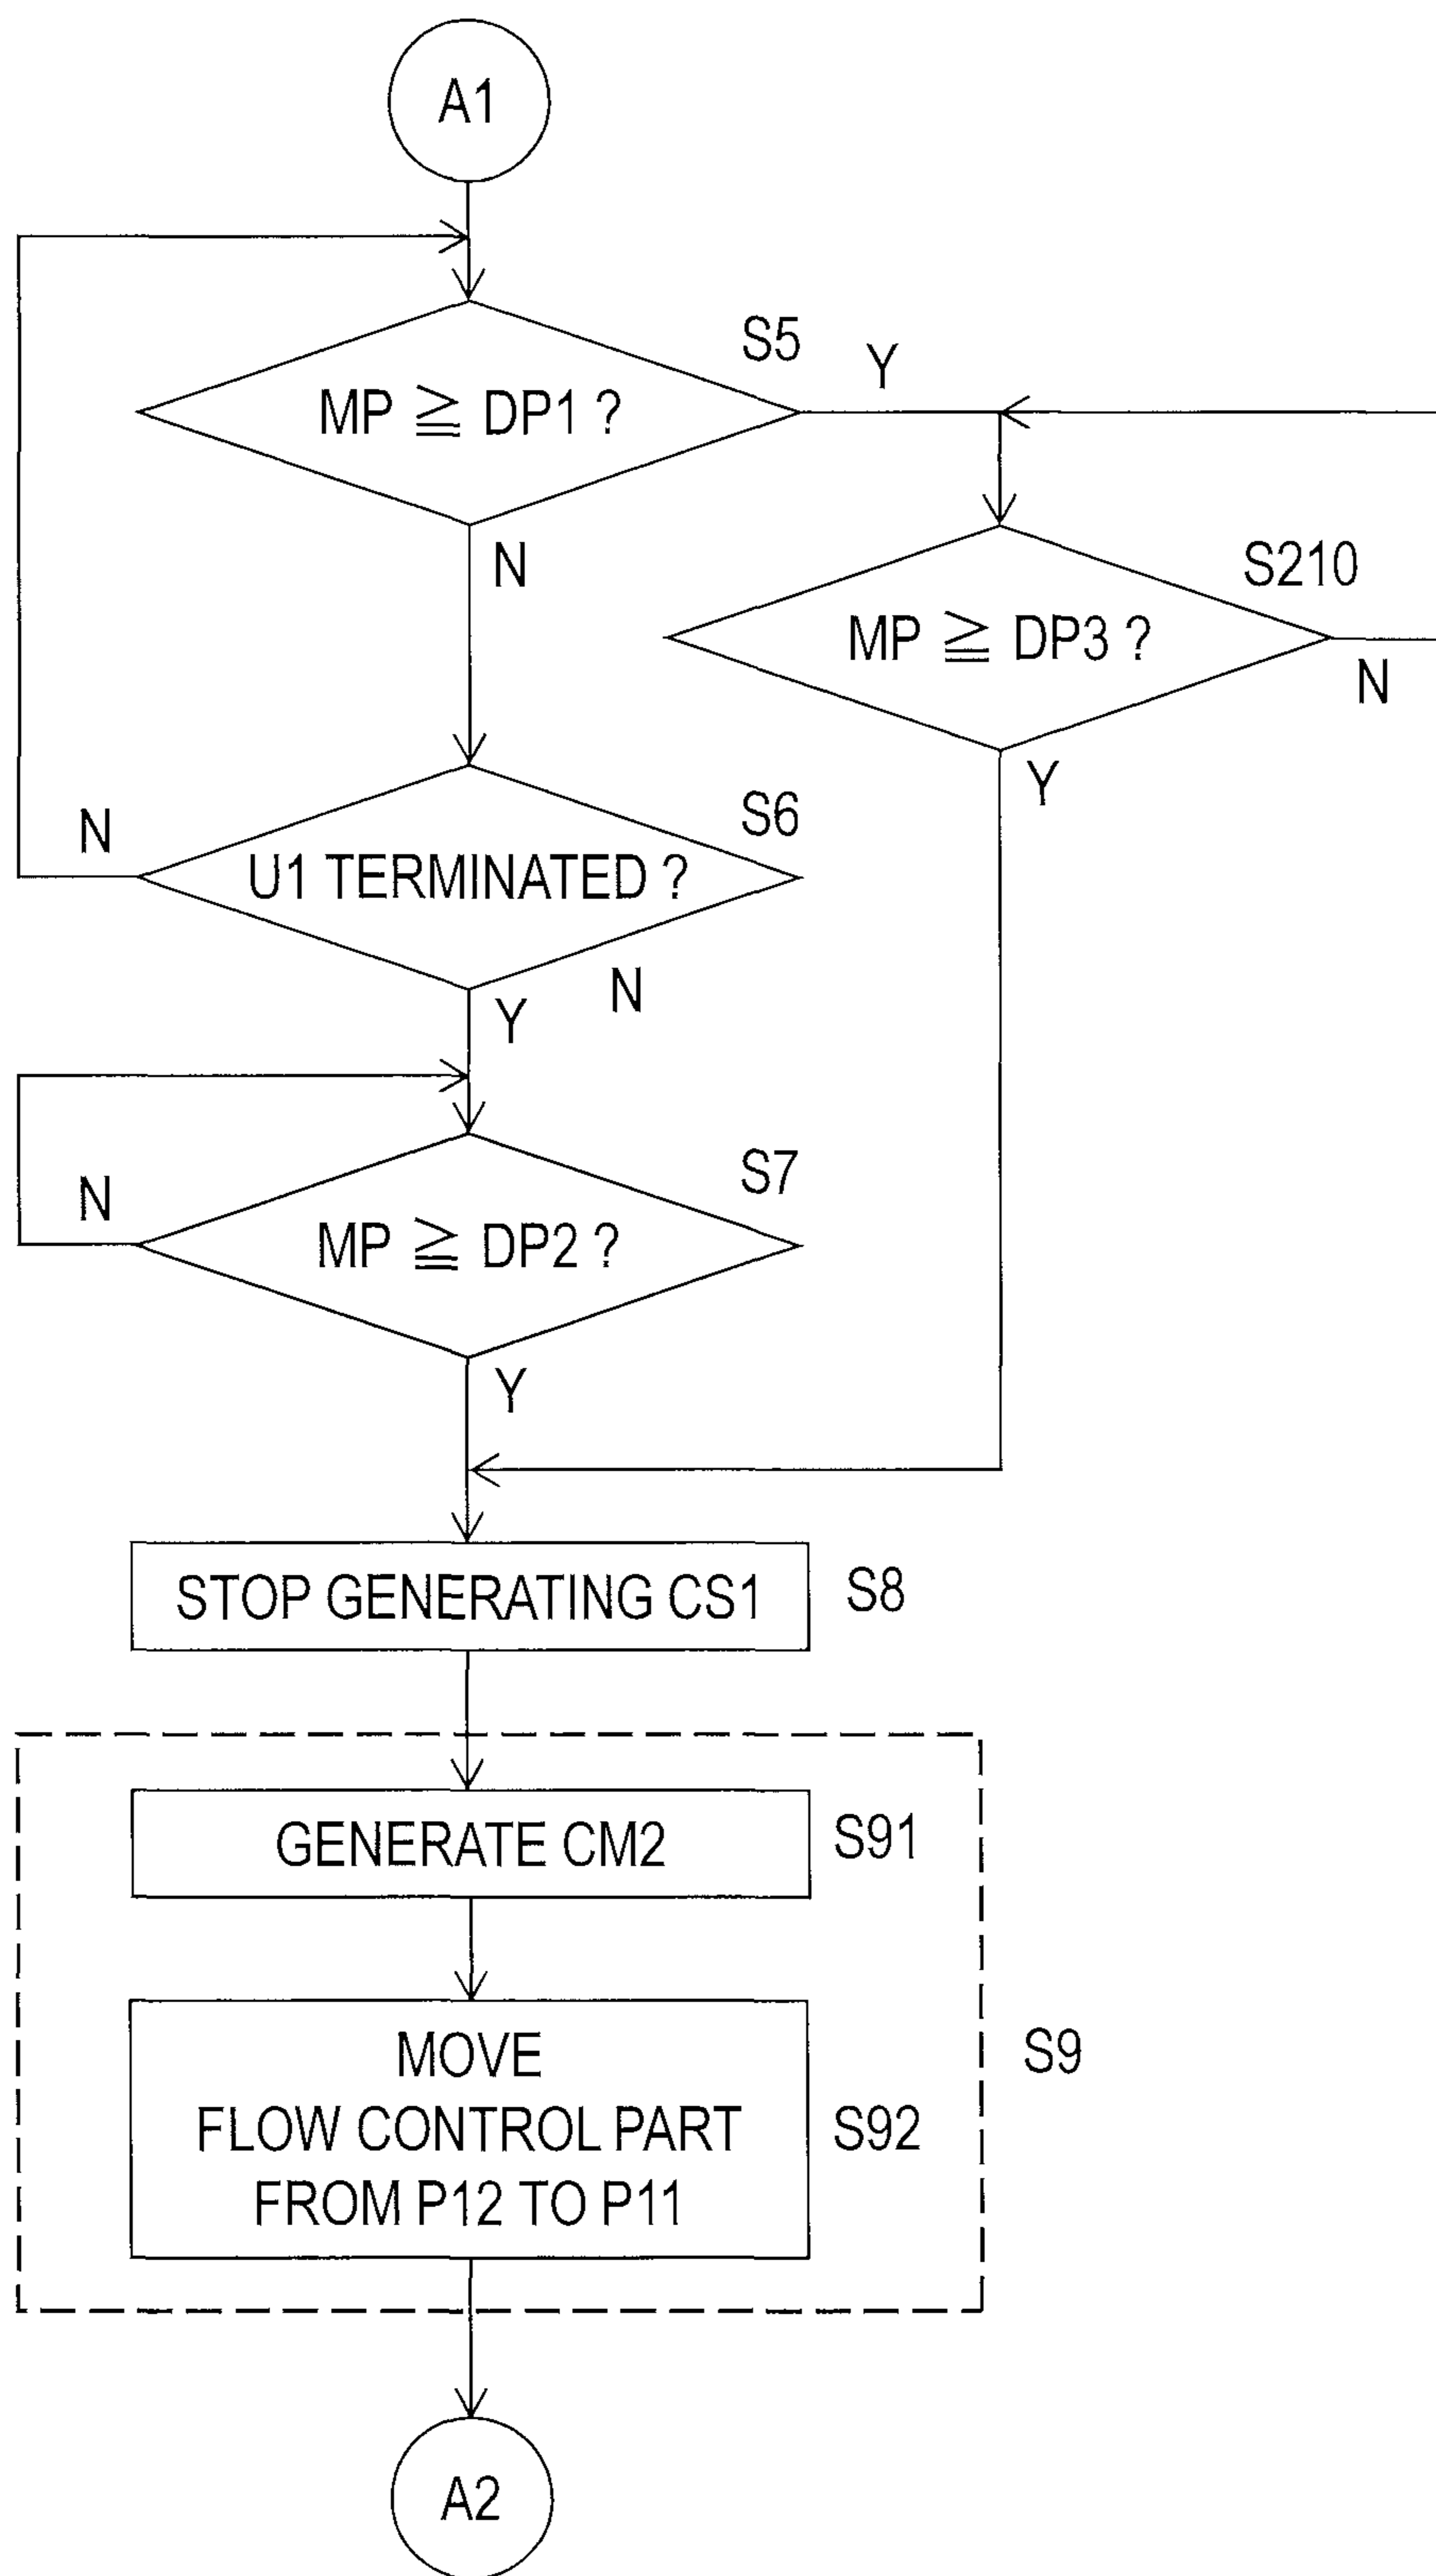 A1
S5
Y
MP ≧ DP1 ?
N
S210
MP ≧ DP3 ?
N
Y
S6
N
U1 TERMINATED ?
N
Y
S7
N
MP ≧ DP2 ?
Y
STOP GENERATING CS1
S8
GENERATE CM2
S91
MOVE
FLOW CONTROL PART
FROM P12 TO P11
S92
S9
A2